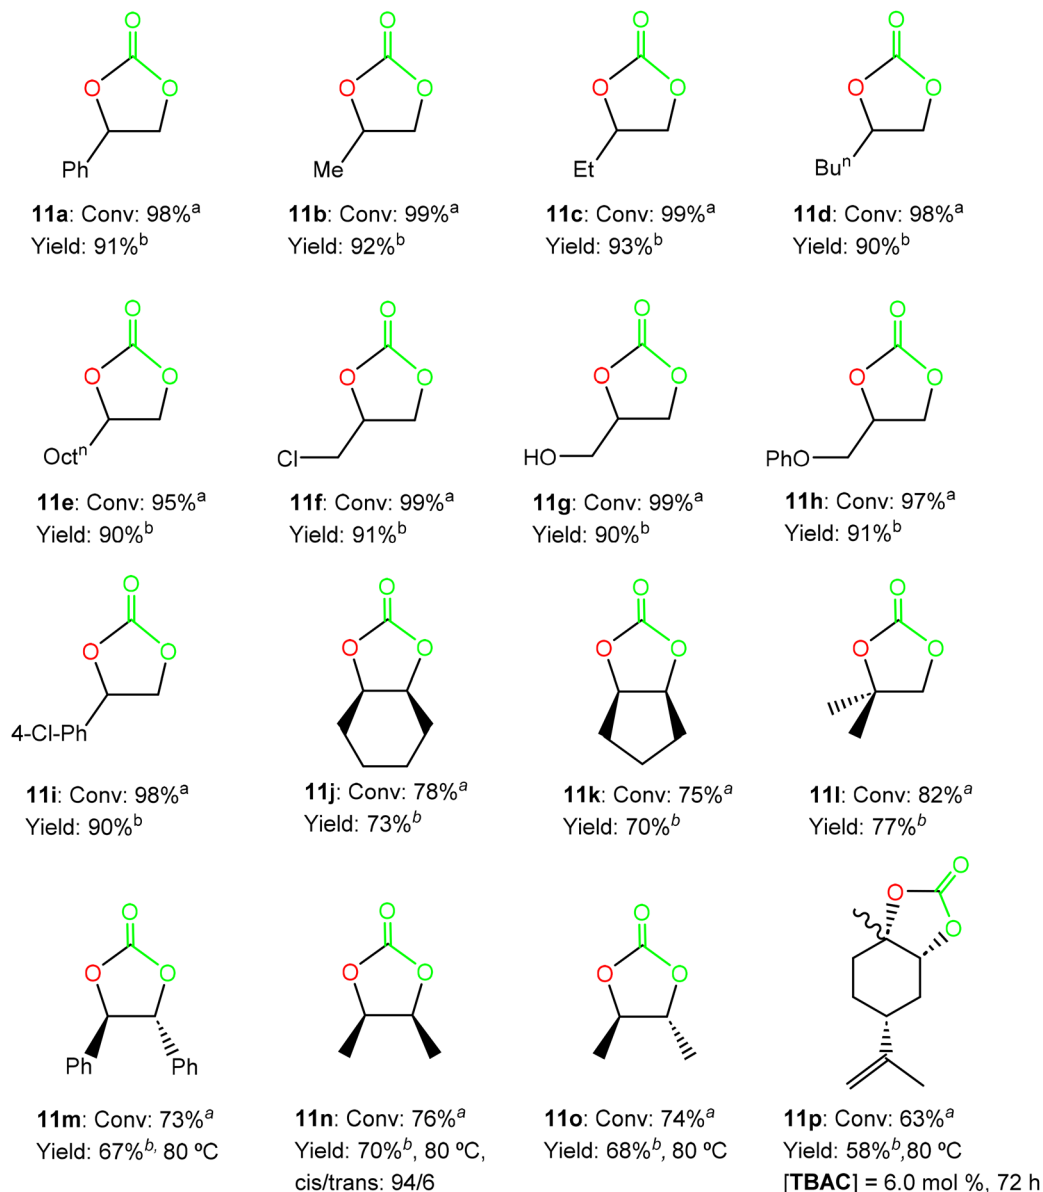 O
O
O
O
O O
O O
O O
O O
Ph
Me
Et
Buⁿ
11a: Conv: 98%ᵃ
Yield: 91%ᵇ
11b: Conv: 99%ᵃ
Yield: 92%ᵇ
11c: Conv: 99%ᵃ
Yield: 93%ᵇ
11d: Conv: 98%ᵃ
Yield: 90%ᵇ
O
O
O
O
O O
O O
O O
O O
Octⁿ
Cl
HO
PhO
11e: Conv: 95%ᵃ
Yield: 90%ᵇ
11f: Conv: 99%ᵃ
Yield: 91%ᵇ
11g: Conv: 99%ᵃ
Yield: 90%ᵇ
11h: Conv: 97%ᵃ
Yield: 91%ᵇ
O
O
O
O
O O
O O
O O
O O
4-Cl-Ph
11i: Conv: 98%ᵃ
Yield: 90%ᵇ
11j: Conv: 78%ᵃ
Yield: 73%ᵇ
11k: Conv: 75%ᵃ
Yield: 70%ᵇ
11l: Conv: 82%ᵃ
Yield: 77%ᵇ
O
O
O
O
O O
O O
O O
O O
Ph Ph
11m: Conv: 73%ᵃ
Yield: 67%ᵇ, 80 ºC
11n: Conv: 76%ᵃ
Yield: 70%ᵇ, 80 ºC,
cis/trans: 94/6
11o: Conv: 74%ᵃ
Yield: 68%ᵇ, 80 ºC
11p: Conv: 63%ᵃ
Yield: 58%ᵇ,80 ºC
[TBAC] = 6.0 mol %, 72 h